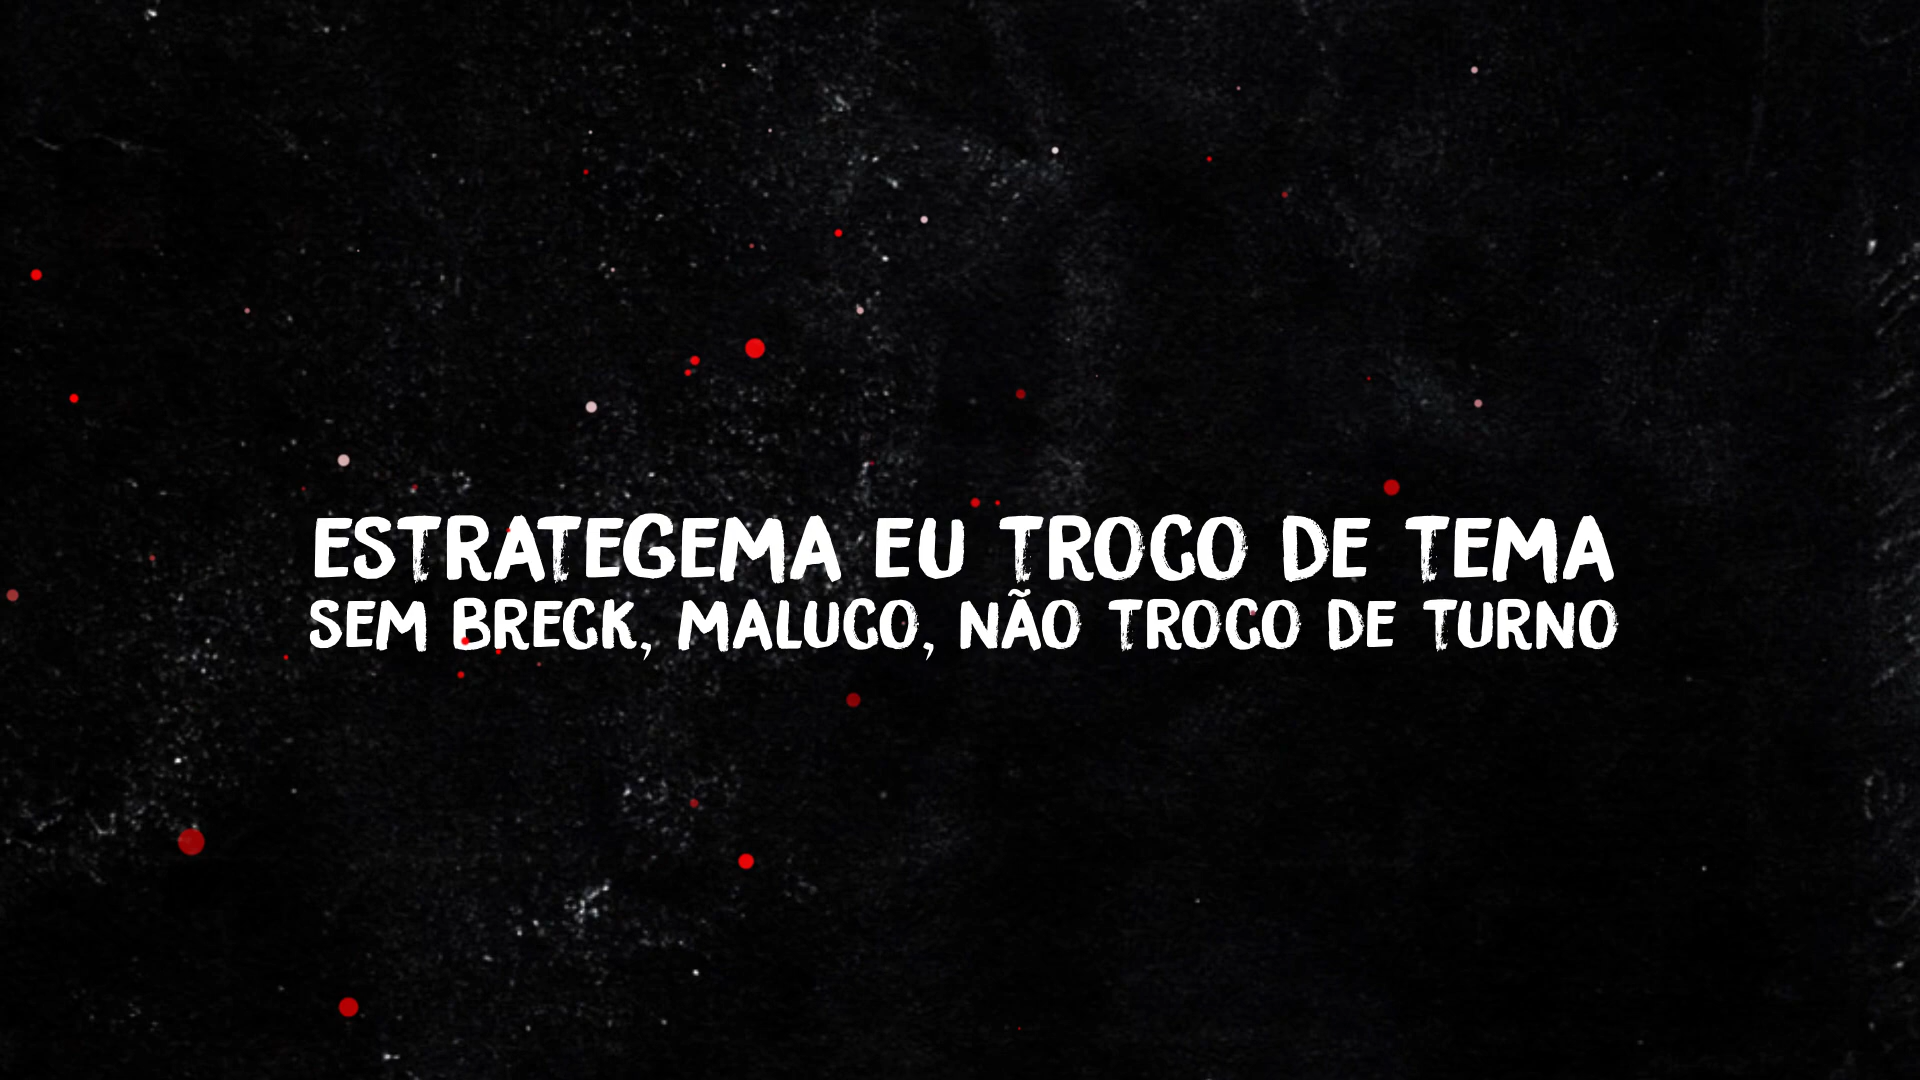 ESTRATEGEMA EU TROCO DE TEMA
SEM BRECK, MALUCO, NÃO TROCO DE TURNO